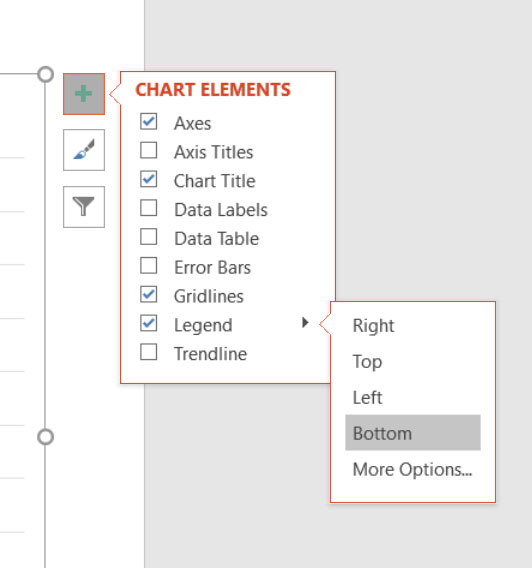 CHART ELEMENTS
Axes
Axis Titles
Chart Title
Data Labels
Data Table
Error Bars
Gridlines
Legend
Trendline
Right
Top
Left
Bottom
More Options...